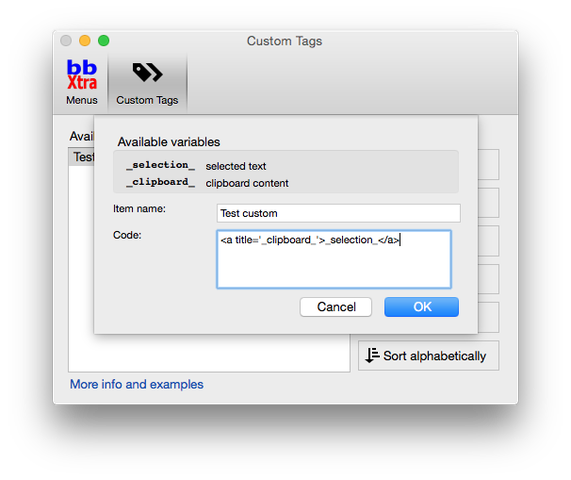 Custom Tags
bb
Xtra
Menus
Custom Tags
Avai
Test
Available variables
_selection_ selected text
_clipboard_ clipboard content
Item name:
Test custom
Code:
<a title='_clipboard_'>_selection_</a>
Cancel
OK
Sort alphabetically
More info and examples